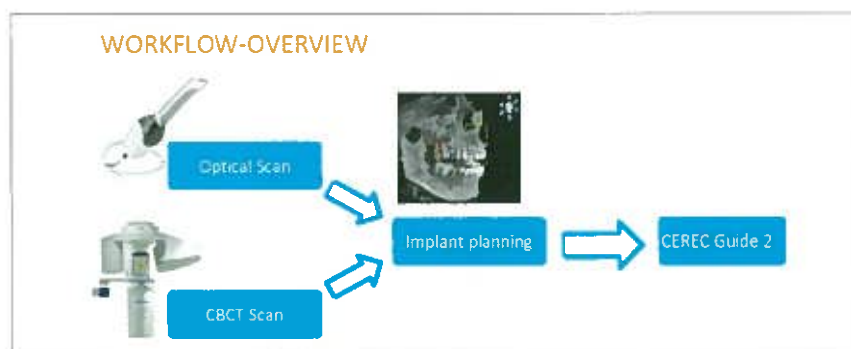 WORKFLOW-OVERVIEW
Optical Scan
Implant planning
CEREC Guide 2
CBCT Scan